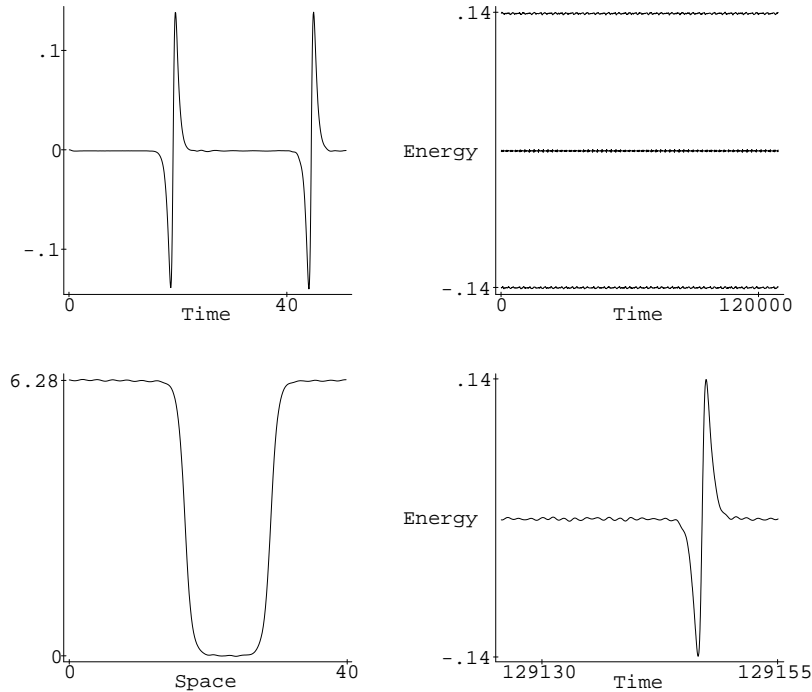 .1
0
-.1
0
40
Time
.14
Energy
-.14
0
120000
Time
6.28
0
0
40
Space
.14
Energy
-.14
129130
129155
Time